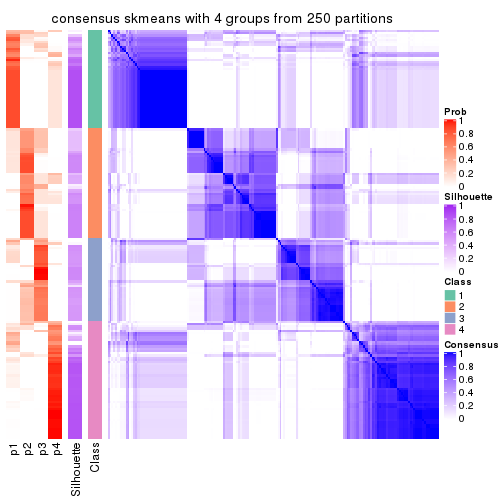 consensus skmeans with 4 groups from 250 partitions
Prob
1
0.8
0.6
0.4
0.2
0
Silhouette
1
0.8
0.6
0.4
0.2
0
Class
1
2
3
4
Consensus
1
0.8
0.6
0.4
0.2
0
p1
p2
p3
p4
Silhouette
Class